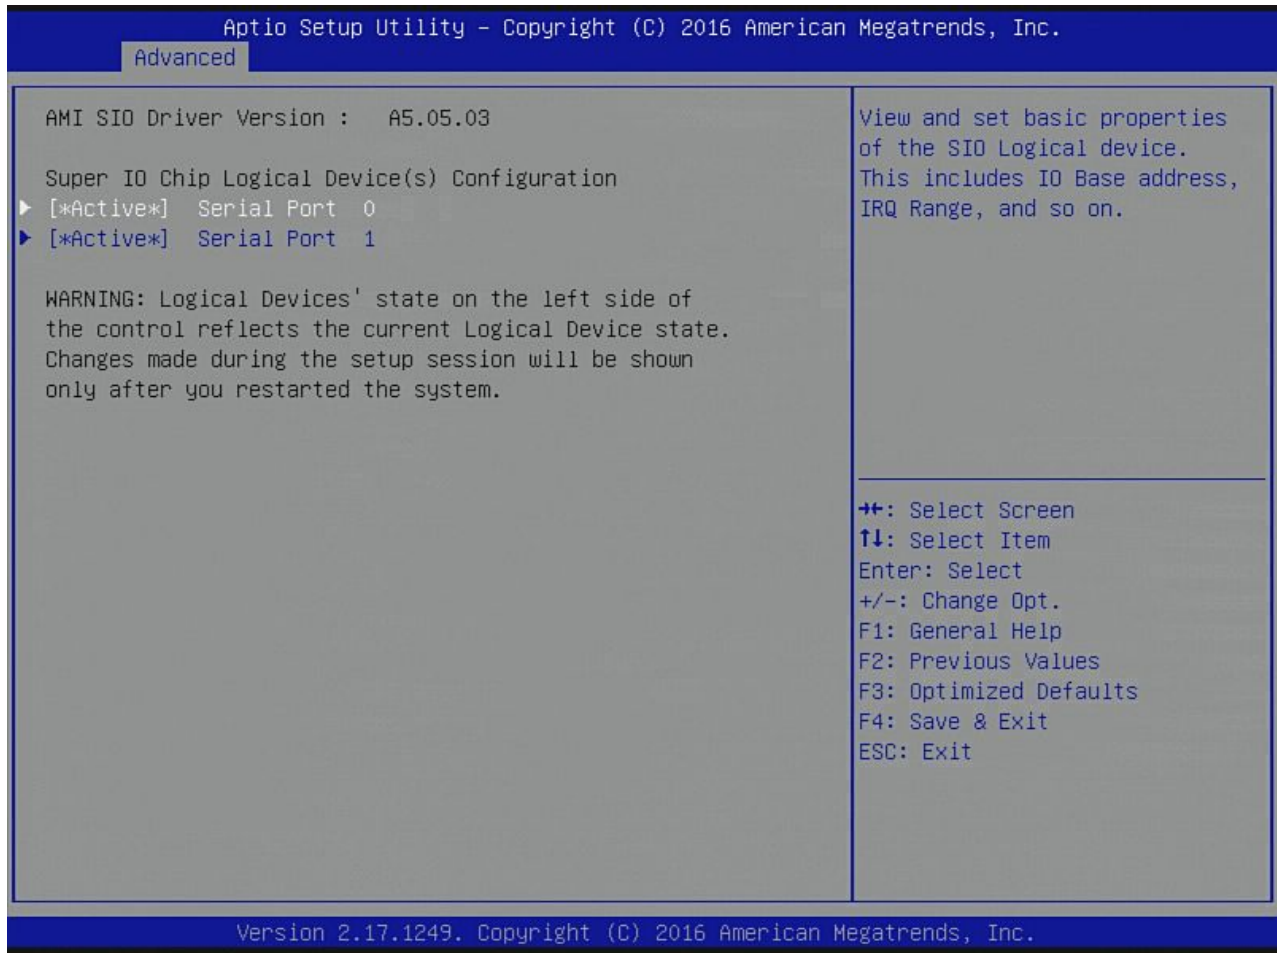 Aptio Setup Utility – Copyright (C) 2016 American Megatrends, Inc.
Advanced
AMI SIO Driver Version : A5.05.03
Super IO Chip Logical Device(s) Configuration
[*Active*] Serial Port 0
[*Active*] Serial Port 1
WARNING: Logical Devices' state on the left side of
the control reflects the current Logical Device state.
Changes made during the setup session will be shown
only after you restarted the system.
View and set basic properties
of the SIO Logical device.
This includes IO Base address,
IRQ Range, and so on.
→←: Select Screen
↑↓: Select Item
Enter: Select
+/-: Change Opt.
F1: General Help
F2: Previous Values
F3: Optimized Defaults
F4: Save & Exit
ESC: Exit
Version 2.17.1249. Copyright (C) 2016 American Megatrends, Inc.